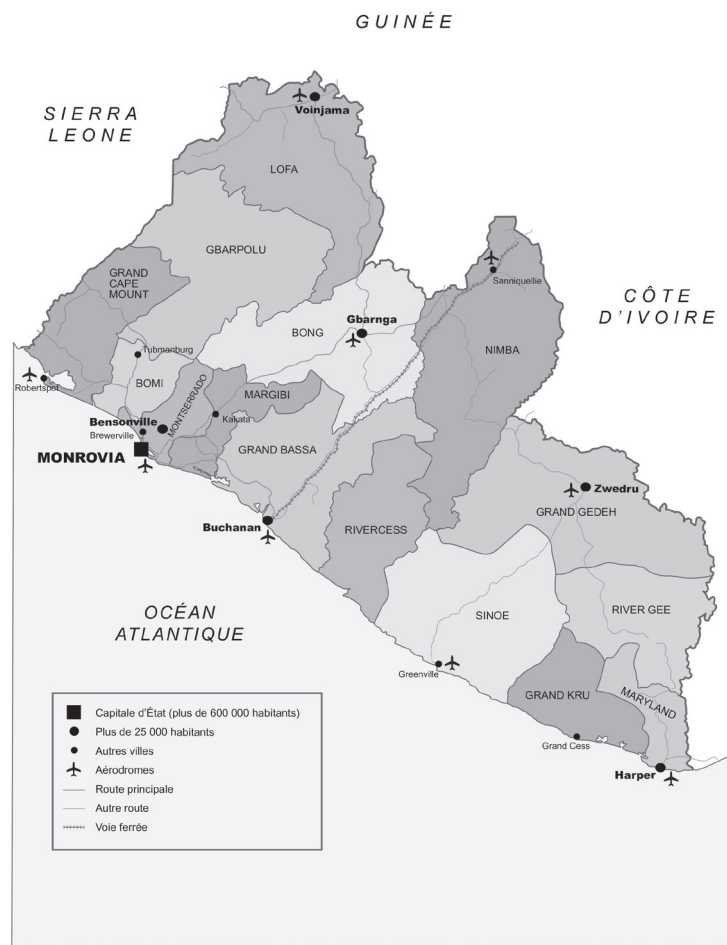 GUINÉE
SIERRA
LEONE
Voinjama
LOFA
GBARPOLU
GRAND
CAPE
MOUNT
Sanniquellie
CÔTE
D'IVOIRE
Gbarnga
BONG
NIMBA
Tubmanburg
Robertspot
BOMI
MONTSERRADO
MARGIBI
Kakata
Bensonville
Brewerville
MONROVIA
GRAND BASSA
Zwedru
GRAND GEDEH
Buchanan
RIVERCESS
OCÉAN
ATLANTIQUE
SINOE
RIVER GEE
Greenville
GRAND KRU
MARYLAND
Grand Cess
Harper
Capitale d'État (plus de 600 000 habitants)
Plus de 25 000 habitants
Autres villes
Aérodromes
Route principale
Autre route
Voie ferrée